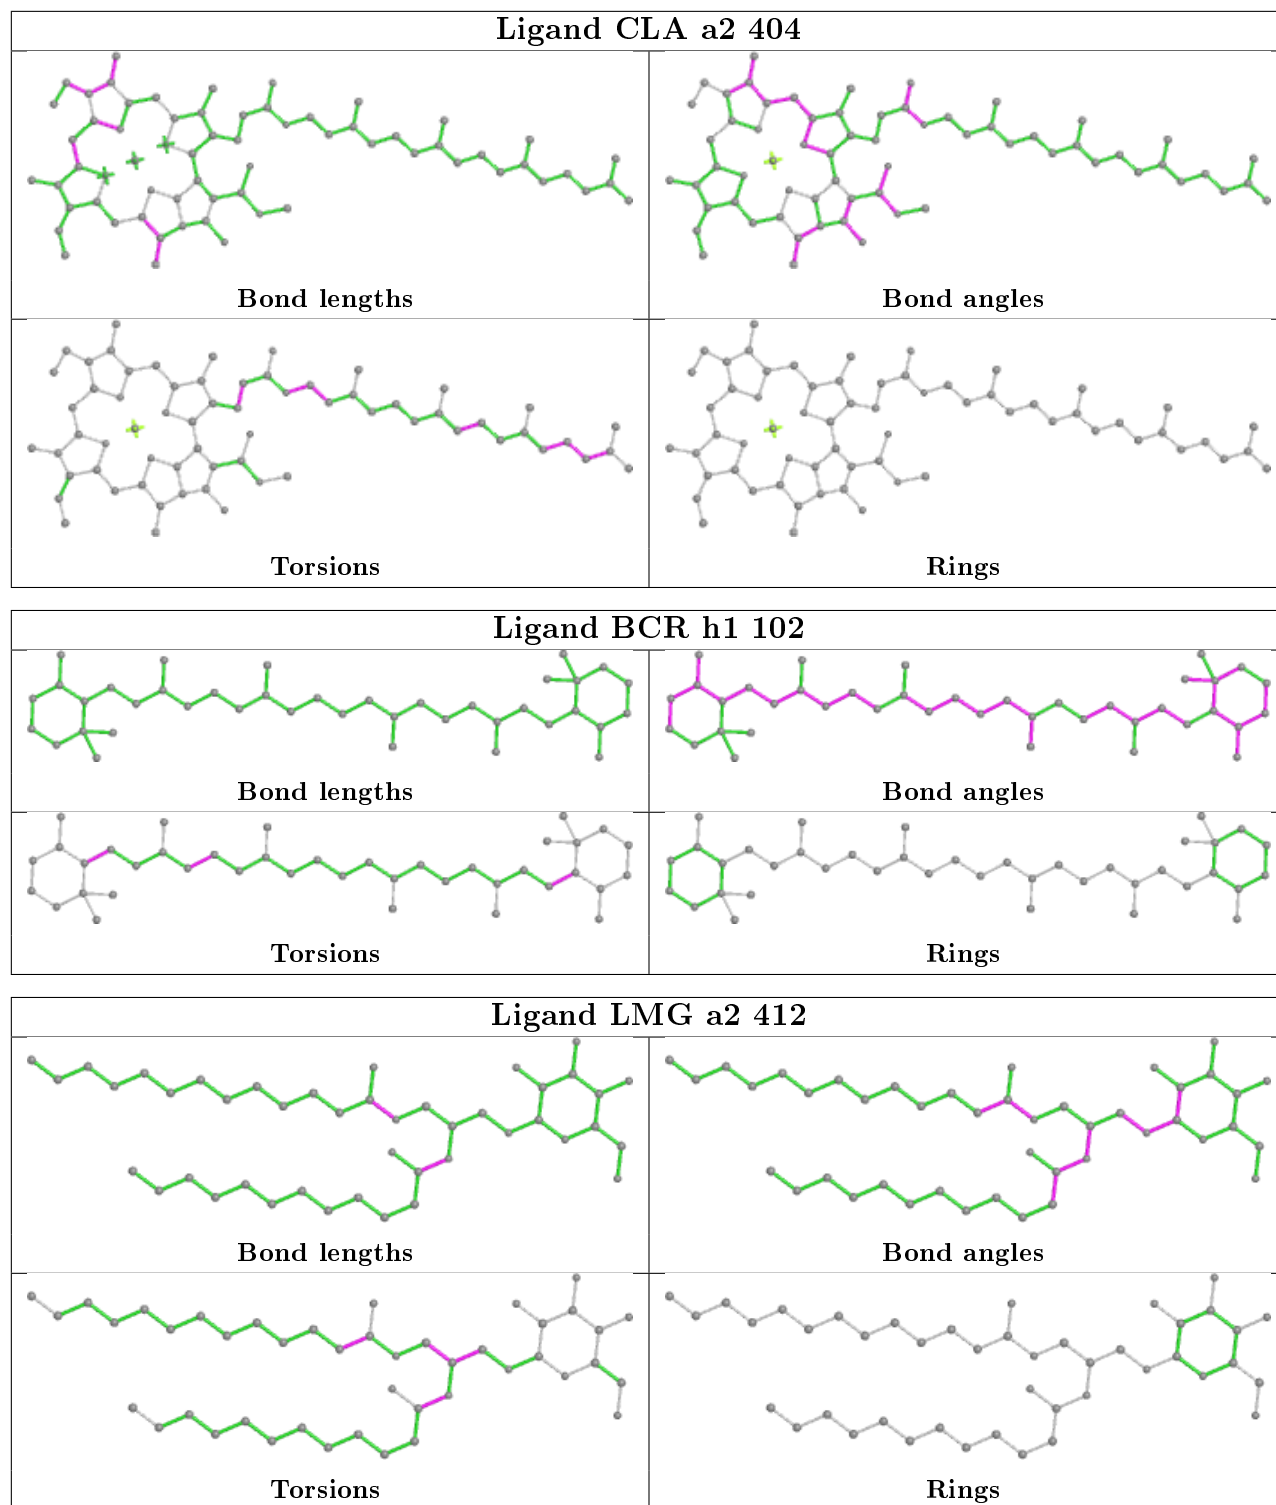 Ligand CLA a2 404
Bond lengths
Bond angles
Torsions
Rings
Ligand BCR h1 102
Bond lengths
Bond angles
Torsions
Rings
Ligand LMG a2 412
Bond lengths
Bond angles
Torsions
Rings